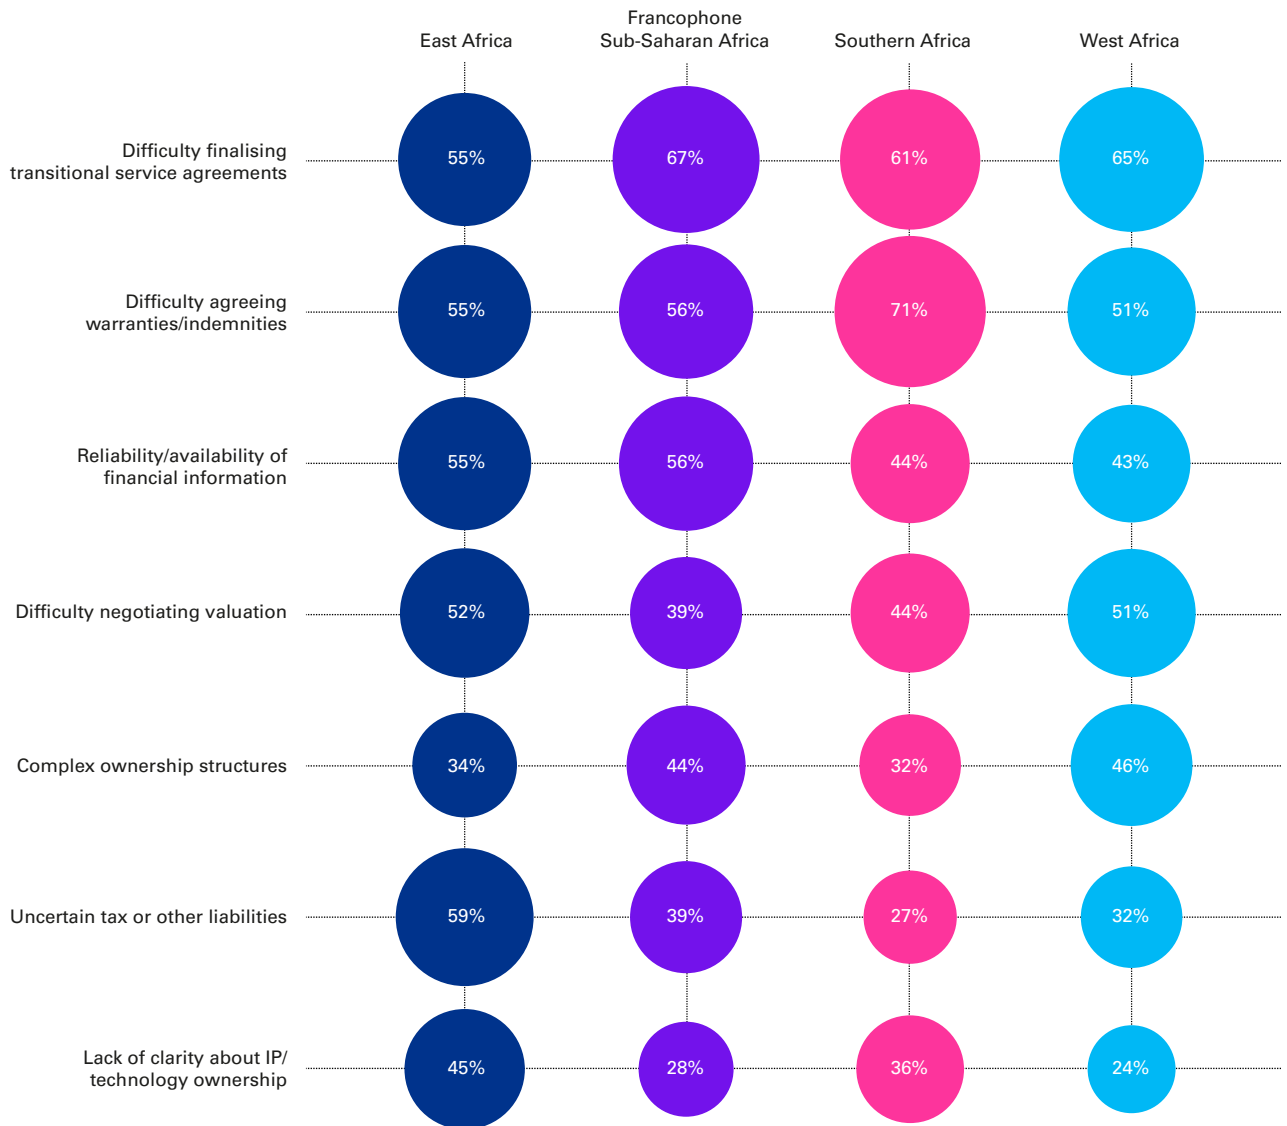 East Africa
Francophone
Sub-Saharan Africa
Southern Africa
West Africa
Difficulty finalising
transitional service agreements
55%
67%
61%
65%
Difficulty agreeing
warranties/indemnities
55%
56%
71%
51%
Reliability/availability of
financial information
55%
56%
44%
43%
Difficulty negotiating valuation
52%
39%
44%
51%
Complex ownership structures
34%
44%
32%
46%
Uncertain tax or other liabilities
59%
39%
27%
32%
Lack of clarity about IP/
technology ownership
45%
28%
36%
24%